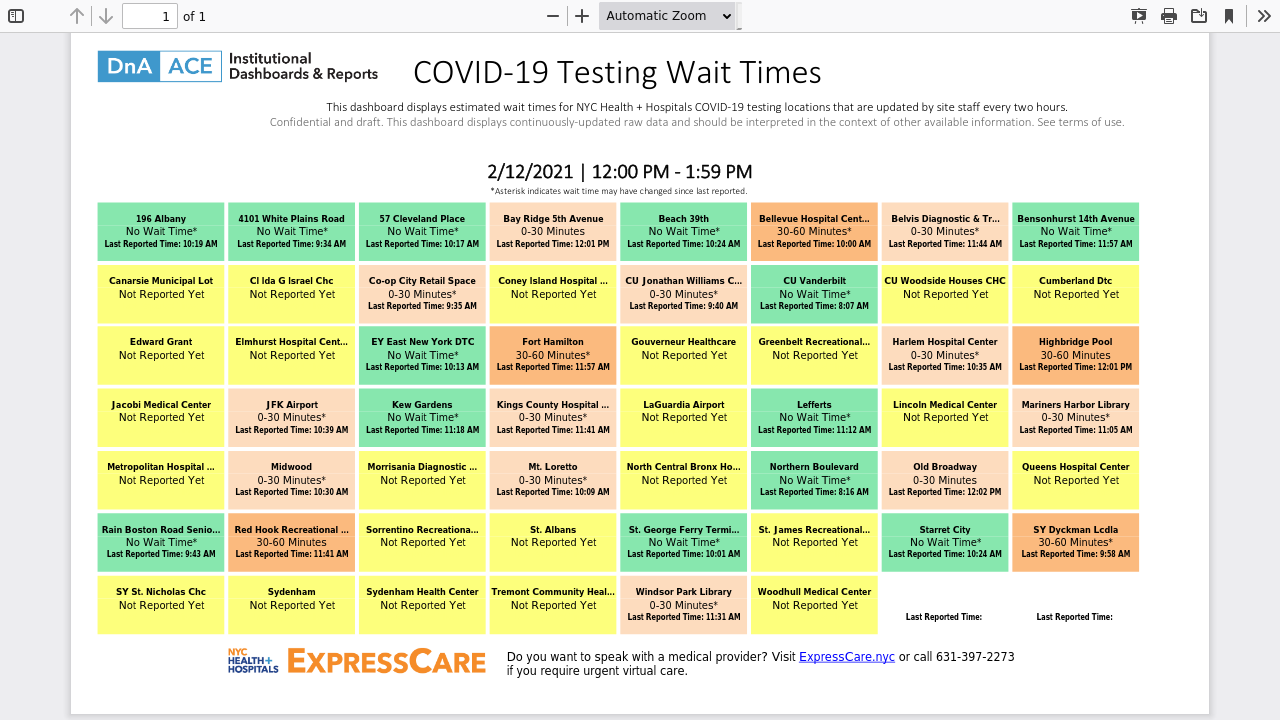 1 of 1 Automatic Zoom
DnA ACE Institutional
Dashboards & Reports
COVID-19 Testing Wait Times
This dashboard displays estimated wait times for NYC Health + Hospitals COVID-19 testing locations that are updated by site staff every two hours.
Confidential and draft. This dashboard displays continuously-updated raw data and should be interpreted in the context of other available information. See terms of use.
2/12/2021 | 12:00 PM - 1:59 PM
*Asterisk indicates wait time may have changed since last reported.
196 Albany
No Wait Time*
Last Reported Time: 10:19 AM
4101 White Plains Road
No Wait Time*
Last Reported Time: 9:34 AM
57 Cleveland Place
No Wait Time*
Last Reported Time: 10:17 AM
Bay Ridge 5th Avenue
0-30 Minutes
Last Reported Time: 12:01 PM
Beach 39th
No Wait Time*
Last Reported Time: 10:24 AM
Bellevue Hospital Cent...
30-60 Minutes*
Last Reported Time: 10:00 AM
Belvis Diagnostic & Tr...
0-30 Minutes*
Last Reported Time: 11:44 AM
Bensonhurst 14th Avenue
No Wait Time*
Last Reported Time: 11:57 AM
Canarsie Municipal Lot
Not Reported Yet
CI Ida G Israel Chc
Not Reported Yet
Co-op City Retail Space
0-30 Minutes*
Last Reported Time: 9:35 AM
Coney Island Hospital ...
Not Reported Yet
CU Jonathan Williams C...
0-30 Minutes*
Last Reported Time: 9:40 AM
CU Vanderbilt
No Wait Time*
Last Reported Time: 8:07 AM
CU Woodside Houses CHC
Not Reported Yet
Cumberland Dtc
Not Reported Yet
Edward Grant
Not Reported Yet
Elmhurst Hospital Cent...
Not Reported Yet
EY East New York DTC
No Wait Time*
Last Reported Time: 10:13 AM
Fort Hamilton
30-60 Minutes*
Last Reported Time: 11:57 AM
Gouverneur Healthcare
Not Reported Yet
Greenbelt Recreational...
Not Reported Yet
Harlem Hospital Center
0-30 Minutes*
Last Reported Time: 10:35 AM
Highbridge Pool
30-60 Minutes
Last Reported Time: 12:01 PM
Jacobi Medical Center
Not Reported Yet
JFK Airport
0-30 Minutes*
Last Reported Time: 10:39 AM
Kew Gardens
No Wait Time*
Last Reported Time: 11:18 AM
Kings County Hospital ...
0-30 Minutes*
Last Reported Time: 11:41 AM
LaGuardia Airport
Not Reported Yet
Lefferts
No Wait Time*
Last Reported Time: 11:12 AM
Lincoln Medical Center
Not Reported Yet
Mariners Harbor Library
0-30 Minutes*
Last Reported Time: 11:05 AM
Metropolitan Hospital ...
Not Reported Yet
Midwood
0-30 Minutes*
Last Reported Time: 10:30 AM
Morrisania Diagnostic ...
Not Reported Yet
Mt. Loretto
0-30 Minutes*
Last Reported Time: 10:09 AM
North Central Bronx Ho...
Not Reported Yet
Northern Boulevard
No Wait Time*
Last Reported Time: 8:16 AM
Old Broadway
0-30 Minutes
Last Reported Time: 12:02 PM
Queens Hospital Center
Not Reported Yet
Rain Boston Road Senio...
No Wait Time*
Last Reported Time: 9:43 AM
Red Hook Recreational ...
30-60 Minutes
Last Reported Time: 11:41 AM
Sorrentino Recreationa...
Not Reported Yet
St. Albans
Not Reported Yet
St. George Ferry Termi...
No Wait Time*
Last Reported Time: 10:01 AM
St. James Recreational...
Not Reported Yet
Starret City
No Wait Time*
Last Reported Time: 10:24 AM
SY Dyckman Lcdla
30-60 Minutes*
Last Reported Time: 9:58 AM
SY St. Nicholas Chc
Not Reported Yet
Sydenham
Not Reported Yet
Sydenham Health Center
Not Reported Yet
Tremont Community Heal...
Not Reported Yet
Windsor Park Library
0-30 Minutes*
Last Reported Time: 11:31 AM
Woodhull Medical Center
Not Reported Yet
Last Reported Time:
Last Reported Time:
NYC
HEALTH+
HOSPITALS
EXPRESSCARE
Do you want to speak with a medical provider? Visit ExpressCare.nyc or call 631-397-2273
if you require urgent virtual care.